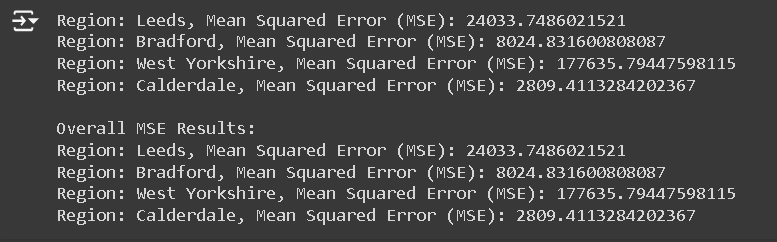 Region: Leeds, Mean Squared Error (MSE): 24033.7486021521
Region: Bradford, Mean Squared Error (MSE): 8024.831600808087
Region: West Yorkshire, Mean Squared Error (MSE): 177635.79447598115
Region: Calderdale, Mean Squared Error (MSE): 2809.4113284202367
Overall MSE Results:
Region: Leeds, Mean Squared Error (MSE): 24033.7486021521
Region: Bradford, Mean Squared Error (MSE): 8024.831600808087
Region: West Yorkshire, Mean Squared Error (MSE): 177635.79447598115
Region: Calderdale, Mean Squared Error (MSE): 2809.4113284202367